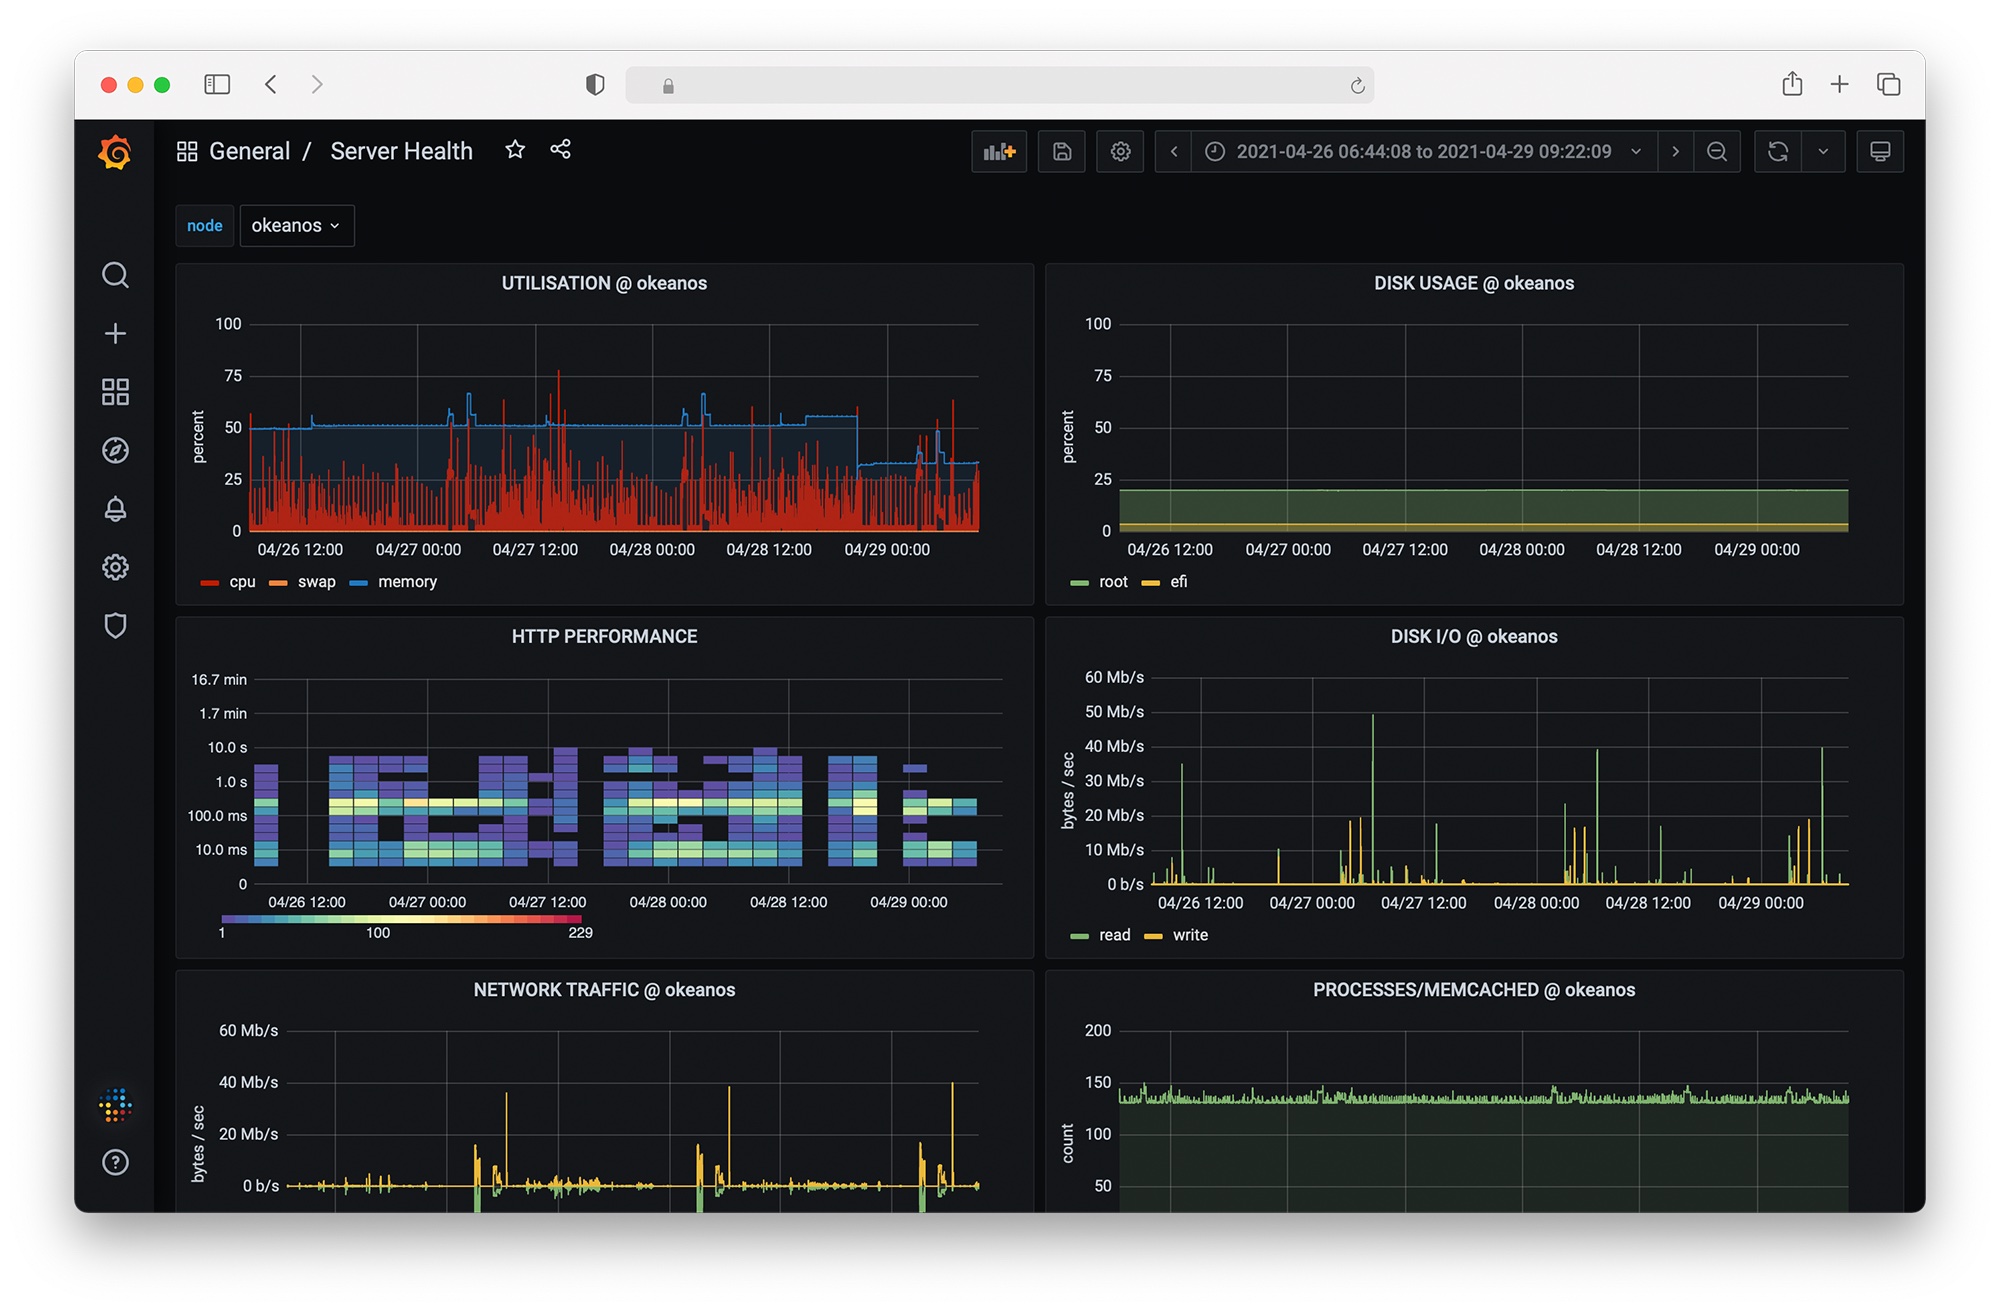 General / Server Health
2021-04-26 06:44:08 to 2021-04-29 09:22:09
node okeanos
UTILISATION @ okeanos
100
75
50
25
0
percent
04/26 12:00 04/27 00:00 04/27 12:00 04/28 00:00 04/28 12:00 04/29 00:00
cpu swap memory
DISK USAGE @ okeanos
100
75
50
25
0
percent
04/26 12:00 04/27 00:00 04/27 12:00 04/28 00:00 04/28 12:00 04/29 00:00
root efi
HTTP PERFORMANCE
16.7 min
1.7 min
10.0 s
1.0 s
100.0 ms
10.0 ms
0
04/26 12:00 04/27 00:00 04/27 12:00 04/28 00:00 04/28 12:00 04/29 00:00
1 100 229
DISK I/O @ okeanos
60 Mb/s
50 Mb/s
40 Mb/s
30 Mb/s
20 Mb/s
10 Mb/s
0 b/s
bytes / sec
04/26 12:00 04/27 00:00 04/27 12:00 04/28 00:00 04/28 12:00 04/29 00:00
read write
NETWORK TRAFFIC @ okeanos
60 Mb/s
40 Mb/s
20 Mb/s
0 b/s
bytes / sec
PROCESSES/MEMCACHED @ okeanos
200
150
100
50
count